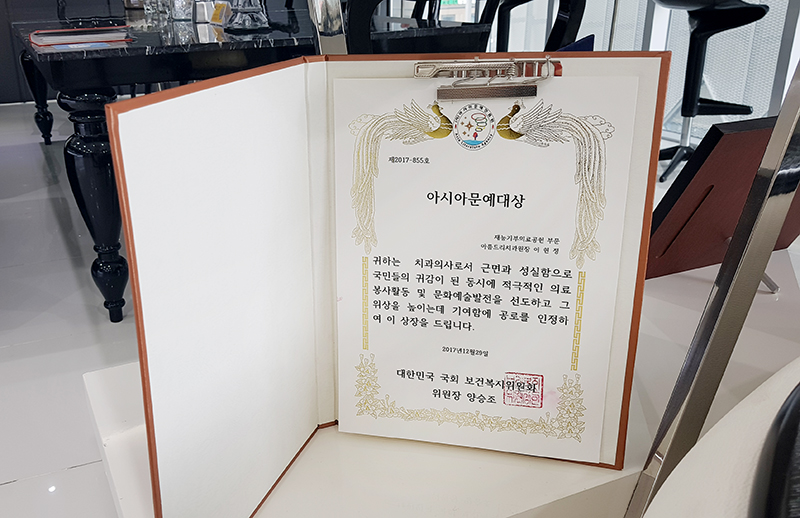 제2017-855호
아시아문예대상
재능기부의료공헌 부문
아름드리치과원장 이 현 정
귀하는 치과의사로서 근면과 성실함으로
국민들의 귀감이 된 동시에 적극적인 의료
봉사활동 및 문화예술발전을 선도하고 그
위상을 높이는데 기여함에 공로를 인정하
여 이 상장을 드립니다.
2017년12월29일
대한민국 국회 보건복지위원회
위원장 양승조